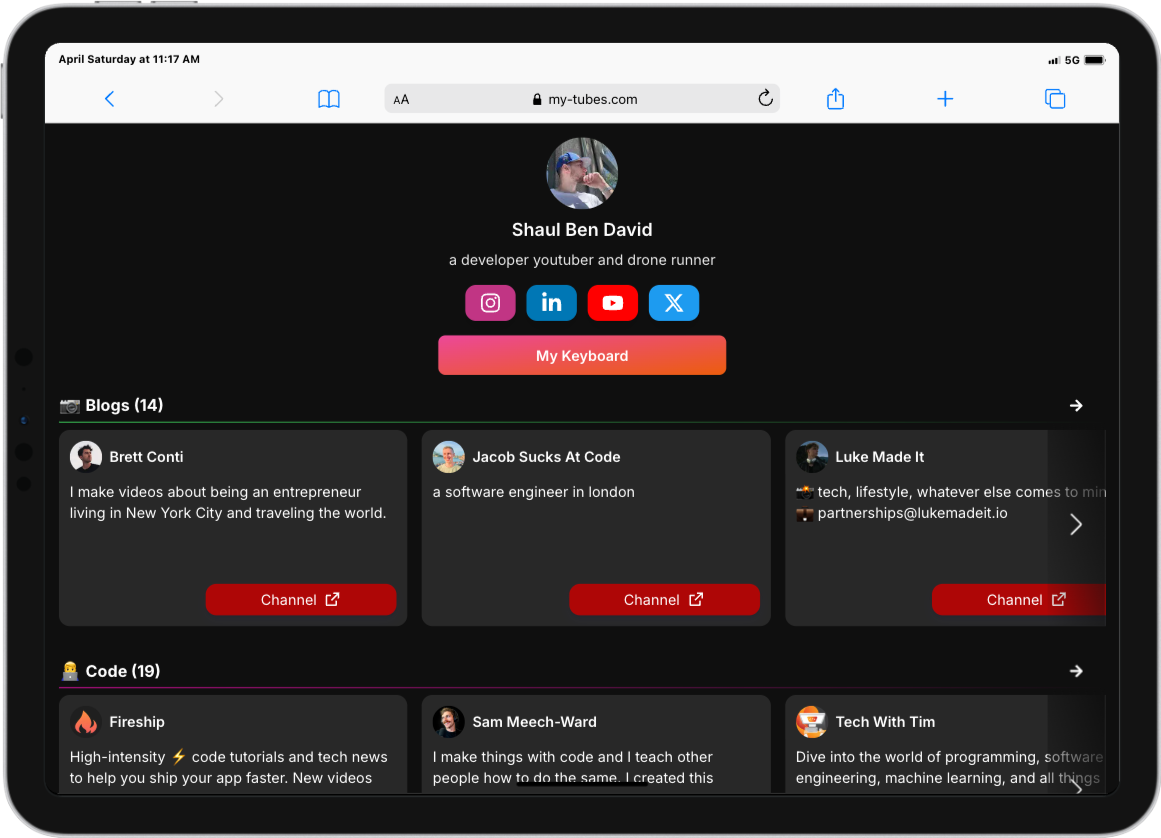 April Saturday at 11:17 AM
5G
AA
my-tubes.com
Shaul Ben David
a developer youtuber and drone runner
in
X
My Keyboard
Blogs (14)
Brett Conti
I make videos about being an entrepreneur
living in New York City and traveling the world.
Channel
Jacob Sucks At Code
a software engineer in london
Channel
Luke Made It
tech, lifestyle, whatever else comes to min
partnerships@lukemadeit.io
Channel
Code (19)
Fireship
High-intensity ⚡ code tutorials and tech news
to help you ship your app faster. New videos
Sam Meech-Ward
I make things with code and I teach other
people how to do the same. I created this
Tech With Tim
Dive into the world of programming, software
engineering, machine learning, and all things